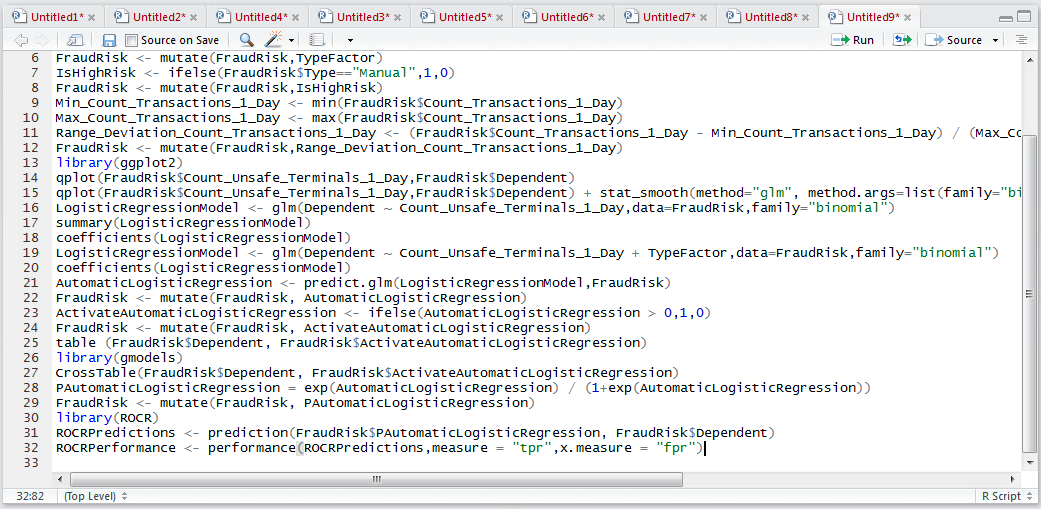 Untitled1* Untitled2* Untitled4* Untitled3* Untitled5* Untitled6* Untitled7* Untitled8* Untitled9*
Source on Save Run Source
6 FraudRisk <- mutate(FraudRisk,TypeFactor)
7 IsHighRisk <- ifelse(FraudRisk$Type=="Manual",1,0)
8 FraudRisk <- mutate(FraudRisk,IsHighRisk)
9 Min_Count_Transactions_1_Day <- min(FraudRisk$Count_Transactions_1_Day)
10 Max_Count_Transactions_1_Day <- max(FraudRisk$Count_Transactions_1_Day)
11 Range_Deviation_Count_Transactions_1_Day <- (FraudRisk$Count_Transactions_1_Day - Min_Count_Transactions_1_Day) / (Max_Co
12 FraudRisk <- mutate(FraudRisk,Range_Deviation_Count_Transactions_1_Day)
13 library(ggplot2)
14 qplot(FraudRisk$Count_Unsafe_Terminals_1_Day,FraudRisk$Dependent)
15 qplot(FraudRisk$Count_Unsafe_Terminals_1_Day,FraudRisk$Dependent) + stat_smooth(method="glm", method.args=list(family="bi
16 LogisticRegressionModel <- glm(Dependent ~ Count_Unsafe_Terminals_1_Day,data=FraudRisk,family="binomial")
17 summary(LogisticRegressionModel)
18 coefficients(LogisticRegressionModel)
19 LogisticRegressionModel <- glm(Dependent ~ Count_Unsafe_Terminals_1_Day + TypeFactor,data=FraudRisk,family="binomial")
20 coefficients(LogisticRegressionModel)
21 AutomaticLogisticRegression <- predict.glm(LogisticRegressionModel,FraudRisk)
22 FraudRisk <- mutate(FraudRisk, AutomaticLogisticRegression)
23 ActivateAutomaticLogisticRegression <- ifelse(AutomaticLogisticRegression > 0,1,0)
24 FraudRisk <- mutate(FraudRisk, ActivateAutomaticLogisticRegression)
25 table (FraudRisk$Dependent, FraudRisk$ActivateAutomaticLogisticRegression)
26 library(gmodels)
27 CrossTable(FraudRisk$Dependent, FraudRisk$ActivateAutomaticLogisticRegression)
28 PAutomaticLogisticRegression = exp(AutomaticLogisticRegression) / (1+exp(AutomaticLogisticRegression))
29 FraudRisk <- mutate(FraudRisk, PAutomaticLogisticRegression)
30 library(ROCR)
31 ROCRPredictions <- prediction(FraudRisk$PAutomaticLogisticRegression, FraudRisk$Dependent)
32 ROCRPerformance <- performance(ROCRPredictions,measure = "tpr",x.measure = "fpr")
33
32:82 (Top Level) R Script